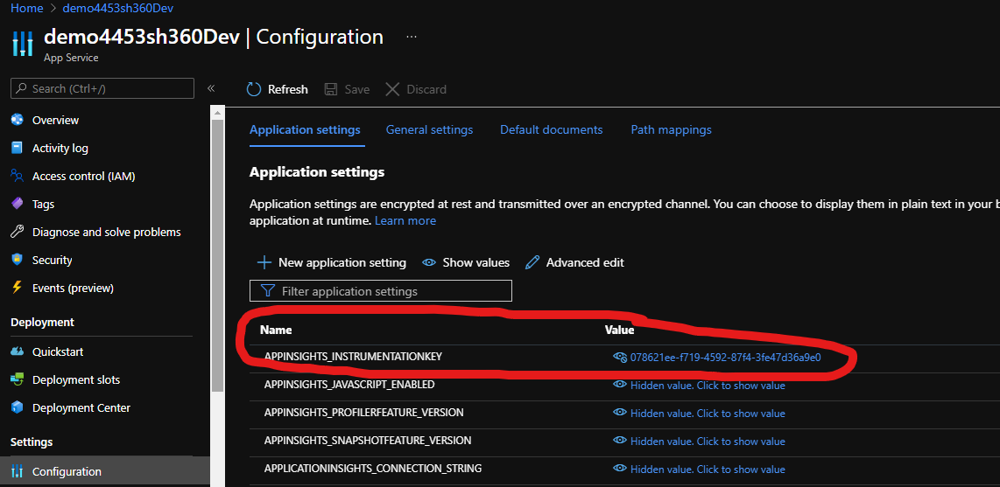 Home > demo4453sh360Dev
demo4453sh360Dev | Configuration ...
App Service
Search (Ctrl+/) «
Refresh Save Discard
Overview
Activity log
Access control (IAM)
Tags
Diagnose and solve problems
Security
Events (preview)
Deployment
Quickstart
Deployment slots
Deployment Center
Settings
Configuration
Application settings General settings Default documents Path mappings
Application settings
Application settings are encrypted at rest and transmitted over an encrypted channel. You can choose to display them in plain text in your b
application at runtime. Learn more
New application setting Show values Advanced edit
Filter application settings
Name Value
APPINSIGHTS_INSTRUMENTATIONKEY 078621ee-f719-4592-87f4-3fe47d36a9e0
APPINSIGHTS_JAVASCRIPT_ENABLED Hidden value. Click to show value
APPINSIGHTS_PROFILERFEATURE_VERSION Hidden value. Click to show value
APPINSIGHTS_SNAPSHOTFEATURE_VERSION Hidden value. Click to show value
APPLICATIONINSIGHTS_CONNECTION_STRING Hidden value. Click to show value